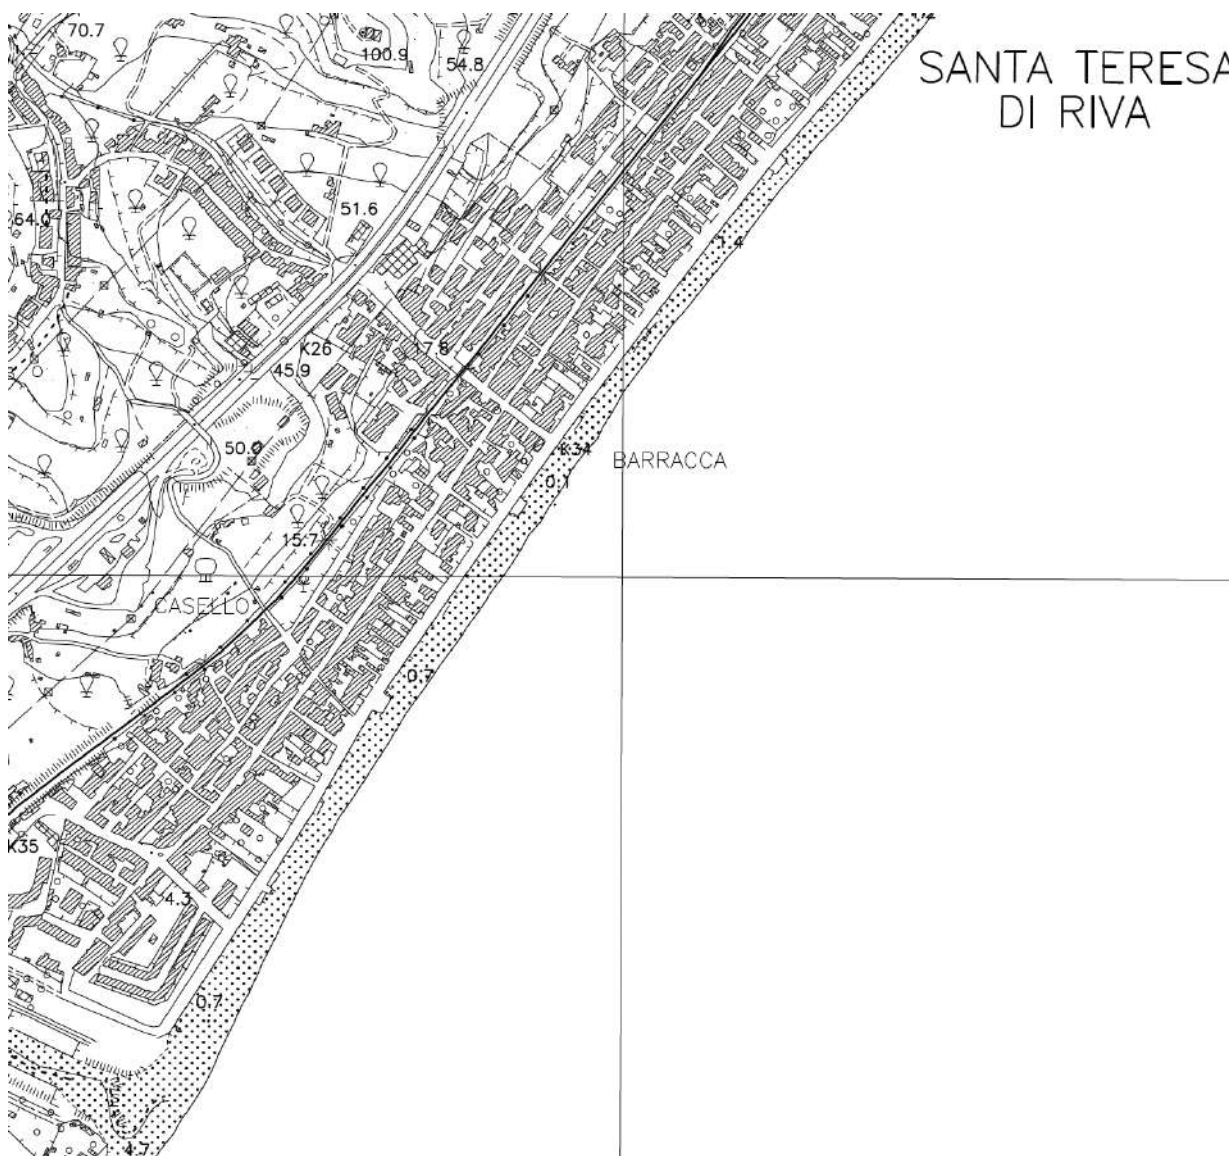 70.7
100.9
54.8
SANTA TERESA
DI RIVA
51.6
64.0
1.4
K26
17.8
45.9
50.0
K34
BARRACCA
0.1
15.7
CASELLO
0.7
K35
4.3
0.7
1.7